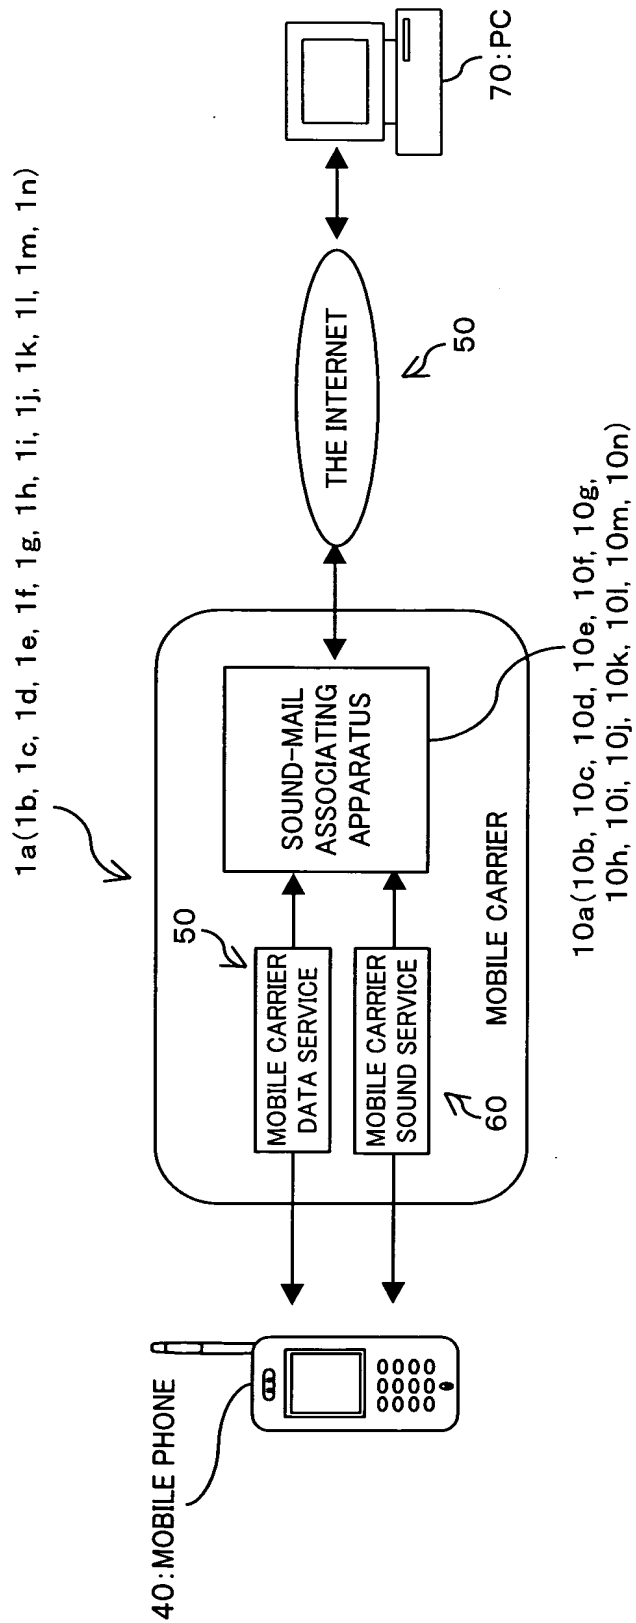 1a(1b, 1c, 1d, 1e, 1f, 1g, 1h, 1i, 1j, 1k, 1l, 1m, 1n)
40:MOBILE PHONE
50
MOBILE CARRIER
DATA SERVICE
MOBILE CARRIER
SOUND SERVICE
60
SOUND-MAIL
ASSOCIATING
APPARATUS
MOBILE CARRIER
THE INTERNET
50
70:PC
10a(10b, 10c, 10d, 10e, 10f, 10g,
10h, 10i, 10j, 10k, 10l, 10m, 10n)